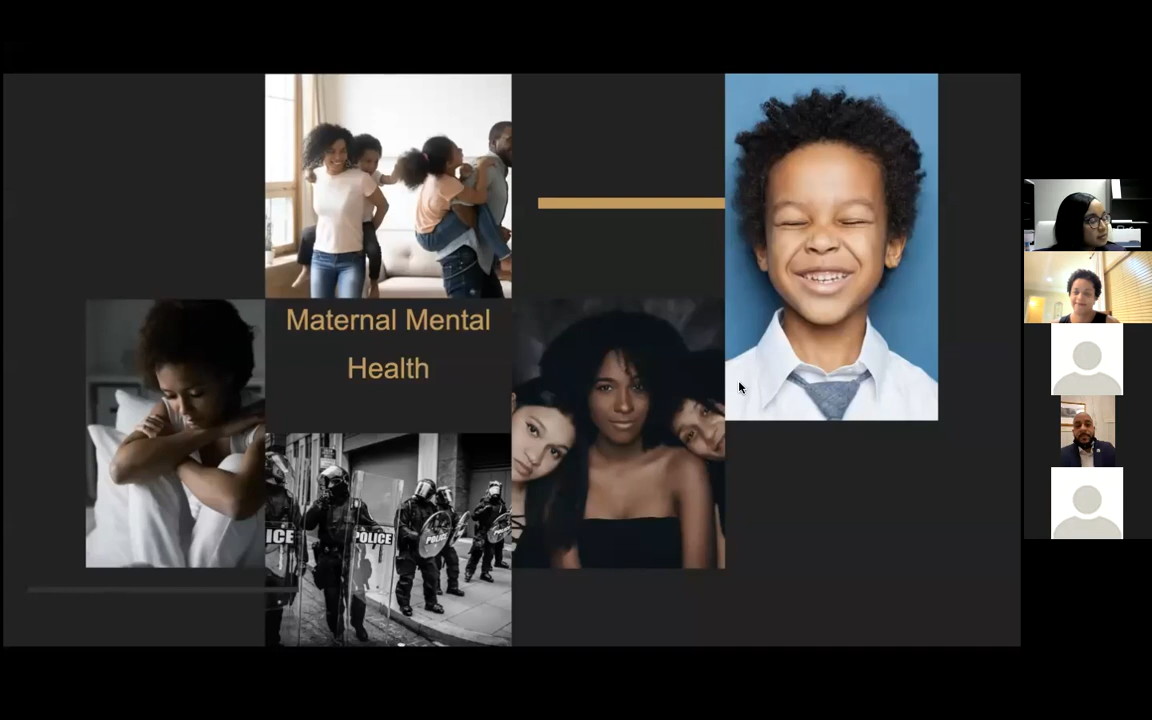 Maternal Mental
Health
ICE
POLICE
POLICE